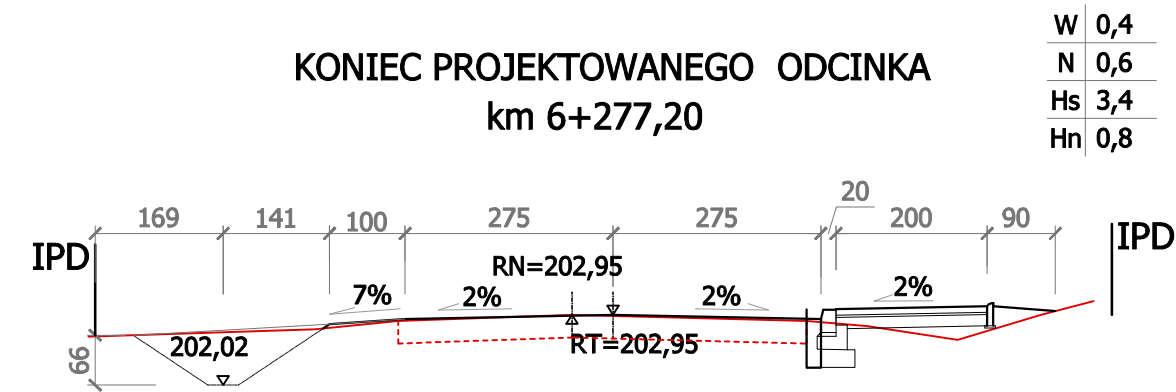 W 0,4
KONIEC PROJEKTOWANEGO ODCINKA
N 0,6
km 6+277,20
Hs 3,4
Hn 0,8
20
169 141 100 275 275 200 90
IPD IPD
RN=202,95
7% 2% 2% 2%
202,02 RT=202,95
66